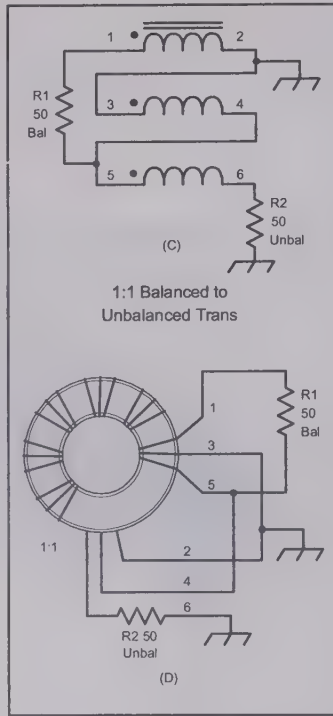 1
2
R1
50
Bal
3
4
5
6
R2
50
Unbal
(C)
1:1 Balanced to
Unbalanced Trans
1
R1
50
Bal
3
5
1:1
2
4
6
R2 50
Unbal
(D)